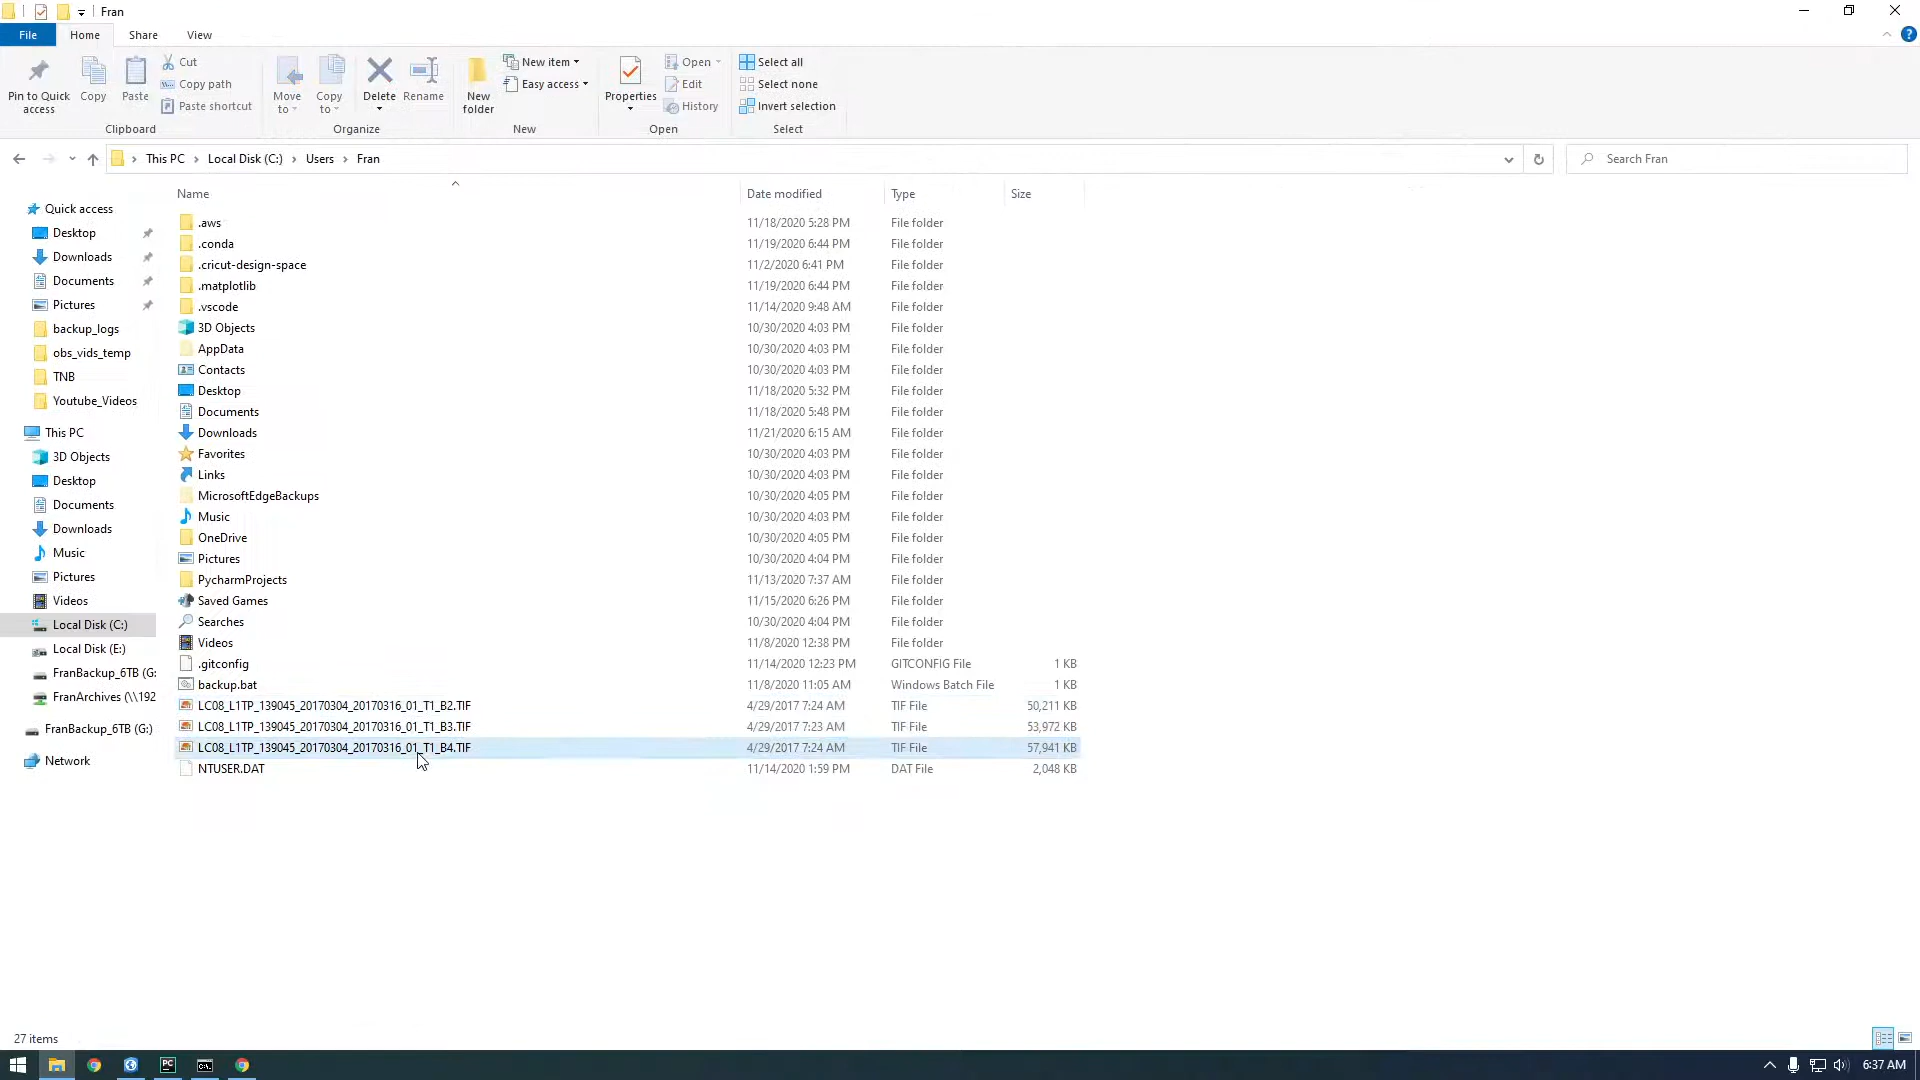 Fran
File Home Share View
Pin to Quick access
Copy
Paste
Cut
Copy path
Paste shortcut
Clipboard
Move to
Copy to
Delete
Rename
Organize
New folder
New item
Easy access
New
Properties
Open
Edit
History
Open
Select all
Select none
Invert selection
Select
This PC > Local Disk (C:) > Users > Fran
Search Fran
Quick access
Desktop
Downloads
Documents
Pictures
backup_logs
obs_vids_temp
TNB
Youtube_Videos
This PC
3D Objects
Desktop
Documents
Downloads
Music
Pictures
Videos
Local Disk (C:)
Local Disk (E:)
FranBackup_6TB (G:
FranArchives (\\192
FranBackup_6TB (G:)
Network
Name Date modified Type Size
.aws 11/18/2020 5:28 PM File folder
.conda 11/19/2020 6:44 PM File folder
.cricut-design-space 11/2/2020 6:41 PM File folder
.matplotlib 11/19/2020 6:44 PM File folder
.vscode 11/14/2020 9:48 AM File folder
3D Objects 10/30/2020 4:03 PM File folder
AppData 10/30/2020 4:03 PM File folder
Contacts 10/30/2020 4:03 PM File folder
Desktop 11/18/2020 5:32 PM File folder
Documents 11/18/2020 5:48 PM File folder
Downloads 11/21/2020 6:15 AM File folder
Favorites 10/30/2020 4:03 PM File folder
Links 10/30/2020 4:03 PM File folder
MicrosoftEdgeBackups 10/30/2020 4:05 PM File folder
Music 10/30/2020 4:03 PM File folder
OneDrive 10/30/2020 4:05 PM File folder
Pictures 10/30/2020 4:04 PM File folder
PycharmProjects 11/13/2020 7:37 AM File folder
Saved Games 11/15/2020 6:26 PM File folder
Searches 10/30/2020 4:04 PM File folder
Videos 11/8/2020 12:38 PM File folder
.gitconfig 11/14/2020 12:23 PM GITCONFIG File 1 KB
backup.bat 11/8/2020 11:05 AM Windows Batch File 1 KB
LC08_L1TP_139045_20170304_20170316_01_T1_B2.TIF 4/29/2017 7:24 AM TIF File 50,211 KB
LC08_L1TP_139045_20170304_20170316_01_T1_B3.TIF 4/29/2017 7:23 AM TIF File 53,972 KB
LC08_L1TP_139045_20170304_20170316_01_T1_B4.TIF 4/29/2017 7:24 AM TIF File 57,941 KB
NTUSER.DAT 11/14/2020 1:59 PM DAT File 2,048 KB
27 items
PC
C:\.
6:37 AM